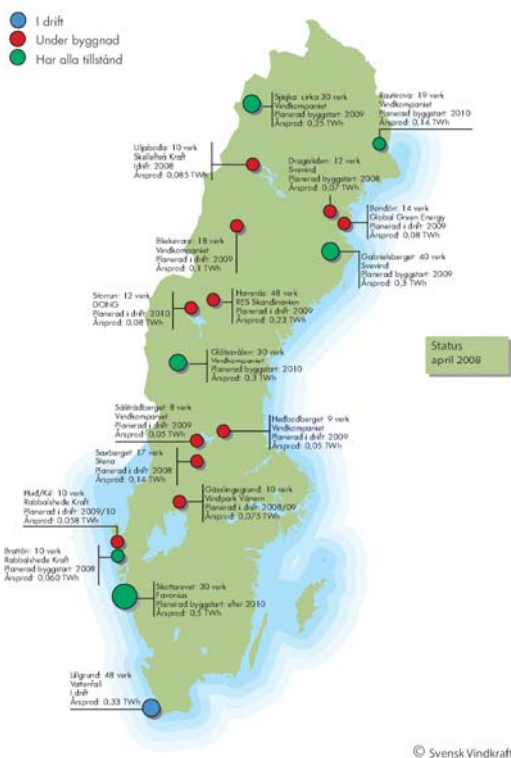 I drift
Under byggnad
Har alla tillstånd
Sjisjka: cirka 30 verk
Vindkompaniet
Planerad byggstart: 2009
Årsprod: 0,25 TWh
Rautirova: 19 verk
Vindkompaniet
Planerad byggstart: 2010
Årsprod: 0,14 TWh
Uljaboda: 10 verk
Skellefteå Kraft
I drift: 2008
Årsprod: 0,085 TWh
Dragaliden: 12 verk
Svevind
Planerad byggstart: 2008
Årsprod: 0,07 TWh
Bondön: 14 verk
Global Green Energy
Planerad i drift: 2009
Årsprod: 0,08 TWh
Bliekevare: 18 verk
Vindkompaniet
Planerad i drift: 2009
Årsprod: 0,1 TWh
Gabrielsberget: 40 verk
Svevind
Planerad byggstart: 2009
Årsprod: 0,3 TWh
Storrun: 12 verk
Planerad i drift: 2010
Årsprod: 0,08 TWh
Havsnäs: 48 verk
RES Skandinavien
Planerad i drift: 2009
Årsprod: 0,23 TWh
Glötesvålen: 30 verk
Vindkompaniet
Planerad byggstart: 2010
Årsprod: 0,3 TWh
Status
april 2008
Säliträdberget: 8 verk
Vindkompaniet
Planerad i drift: 2009
Årsprod: 0,05 TWh
Hedbodberget: 9 verk
Vindkompaniet
Planerad i drift: 2009
Årsprod: 0,05 TWh
Saxberget: 17 verk
Stena
Planerad i drift: 2008
Årsprod: 0,14 TWh
Gässlingegrund: 10 verk
Vindpark Vänern
Planerad i drift: 2008/09
Årsprod: 0,075 TWh
Hud/Kil: 10 verk
Rabbalshede Kraft
Planerad i drift: 2009/10
Årsprod: 0,058 TWh
Brattön: 10 verk
Rabbalshede Kraft
Planerad byggstart: 2008
Årsprod: 0,060 TWh
Skottarevet: 30 verk
Favonius
Planerad byggstart: efter 2010
Årsprod: 0,5 TWh
Lillgrund: 48 verk
Vattenfall
I drift
Årsprod: 0,33 TWh
© Svensk Vindkraft